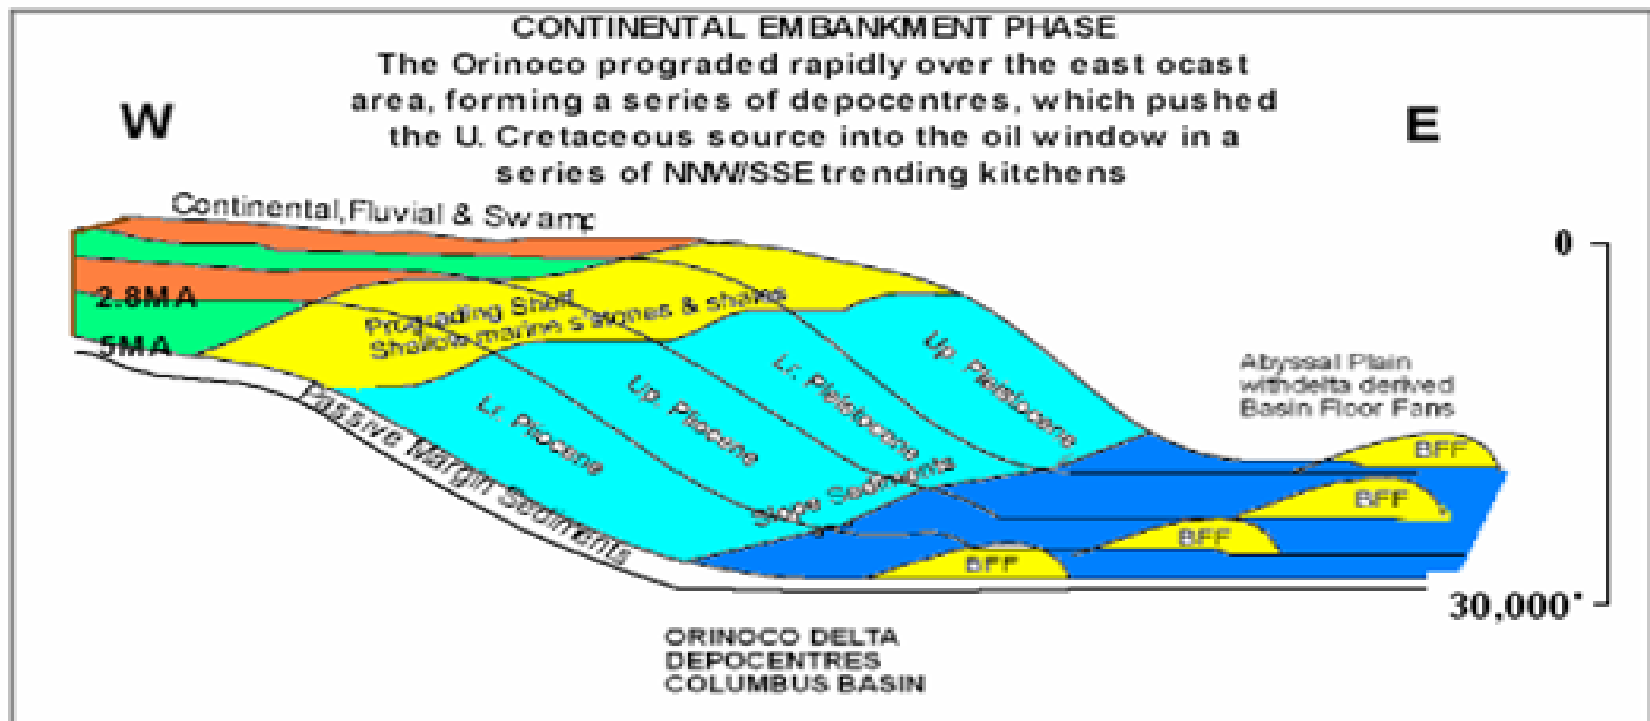 CONTINENTAL EMBANKMENT PHASE
The Orinoco prograded rapidly over the east ocast
area, forming a series of depocentres, which pushed
the U. Cretaceous source into the oil window in a
series of NNW/SSE trending kitchens
W
E
Continental, Fluvial & Swamp
0
2.8MA
Prograding Shelf
Shallow marine s'stones & shales
5MA
Passive Margin Sediments
Lr. Pliocene
Up. Pliocene
Lr. Pleistocene
Up. Pleistocene
Slope Sediments
Abyssal Plain
withdelta derived
Basin Floor Fans
BFF
BFF
BFF
BFF
30,000'
ORINOCO DELTA
DEPOCENTRES
COLUMBUS BASIN